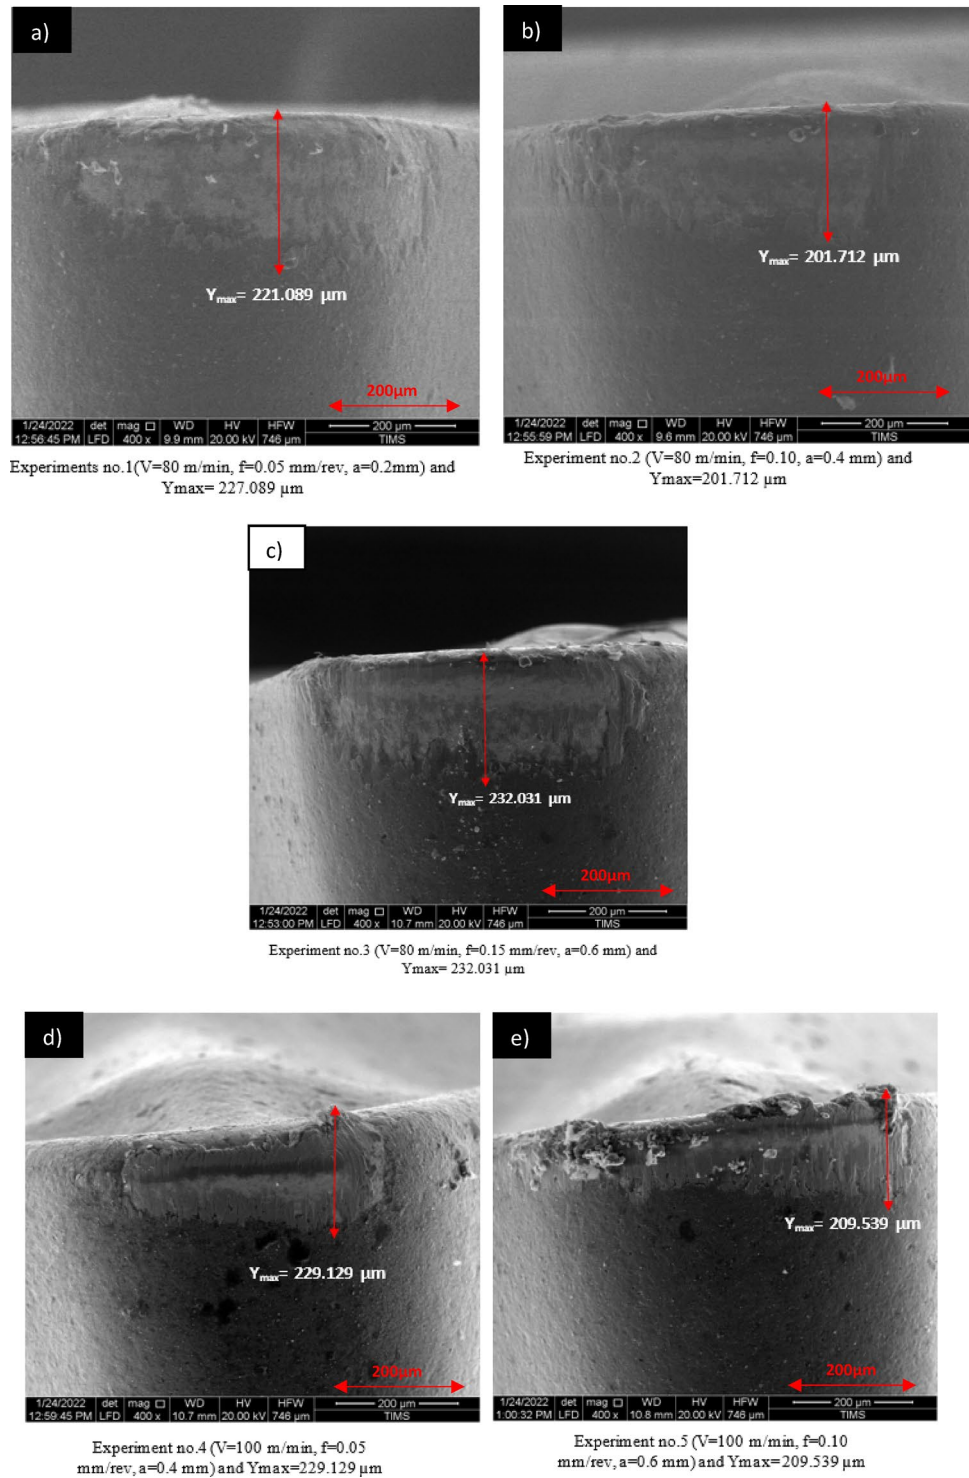 a)
Ymax= 221.089 µm
200µm
1/24/2022 det mag □ WD HV HFW 200 µm
12:56:45 PM LFD 400 x 9.9 mm 20.00 kV 746 µm TIMS
Experiments no.1(V=80 m/min, f=0.05 mm/rev, a=0.2mm) and
Ymax= 227.089 µm
b)
Ymax= 201.712 µm
200µm
1/24/2022 det mag □ WD HV HFW 200 µm
12:55:59 PM LFD 400 x 9.6 mm 20.00 kV 746 µm TIMS
Experiment no.2 (V=80 m/min, f=0.10, a=0.4 mm) and
Ymax=201.712 µm
c)
Ymax= 232.031 µm
200µm
1/24/2022 det mag □ WD HV HFW 200 µm
12:53:00 PM LFD 400 x 10.7 mm 20.00 kV 746 µm TIMS
Experiment no.3 (V=80 m/min, f=0.15 mm/rev, a=0.6 mm) and
Ymax= 232.031 µm
d)
Ymax= 229.129 µm
200µm
1/24/2022 det mag □ WD HV HFW 200 µm
12:59:45 PM LFD 400 x 10.7 mm 20.00 kV 746 µm TIMS
Experiment no.4 (V=100 m/min, f=0.05
mm/rev, a=0.4 mm) and Ymax=229.129 µm
e)
Ymax= 209.539 µm
200µm
1/24/2022 det mag □ WD HV HFW 200 µm
1:00:32 PM LFD 400 x 10.8 mm 20.00 kV 746 µm TIMS
Experiment no.5 (V=100 m/min, f=0.10
mm/rev, a=0.6 mm) and Ymax=209.539 µm